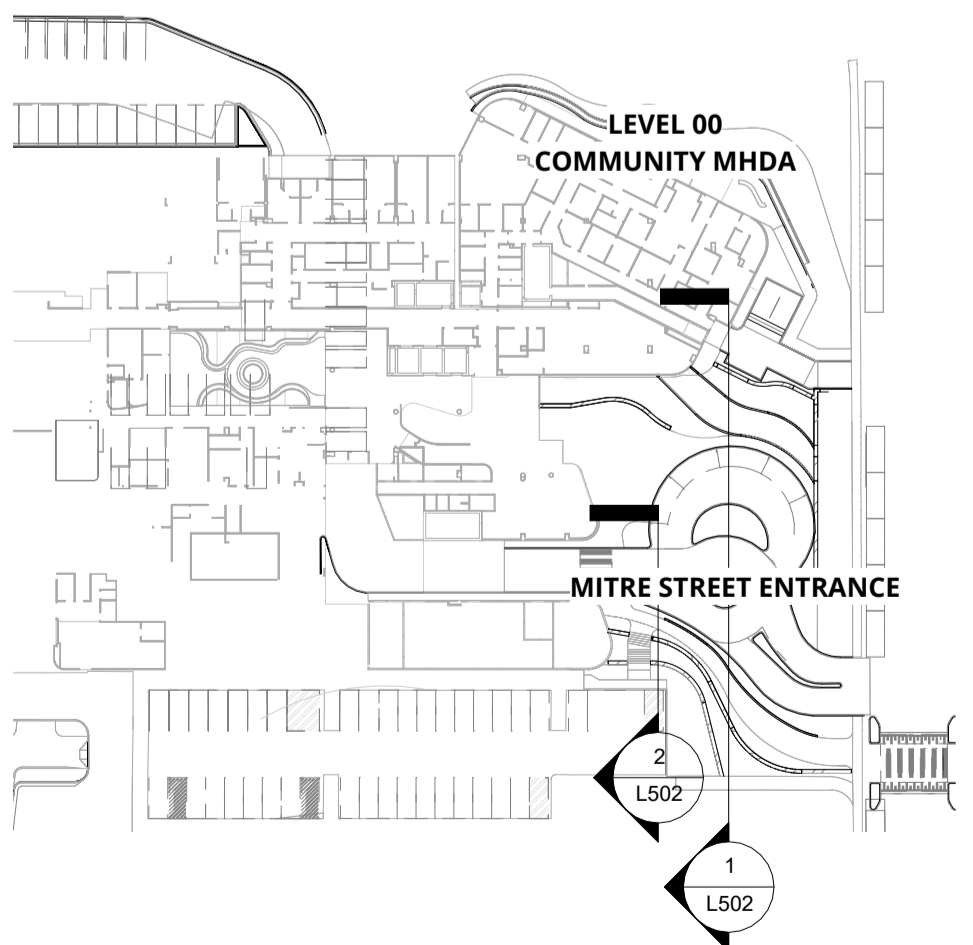 LEVEL 00
COMMUNITY MHDA
MITRE STREET ENTRANCE
2
L502
1
L502